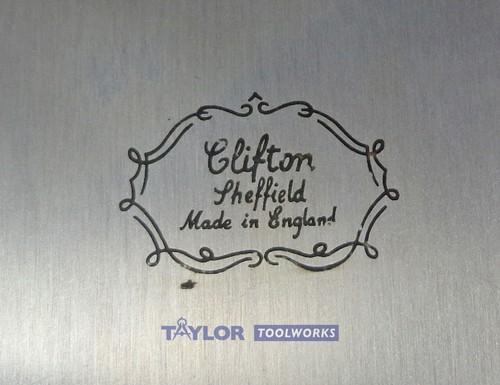 Clifton
Sheffield
Made in England
TAYLOR TOOLWORKS